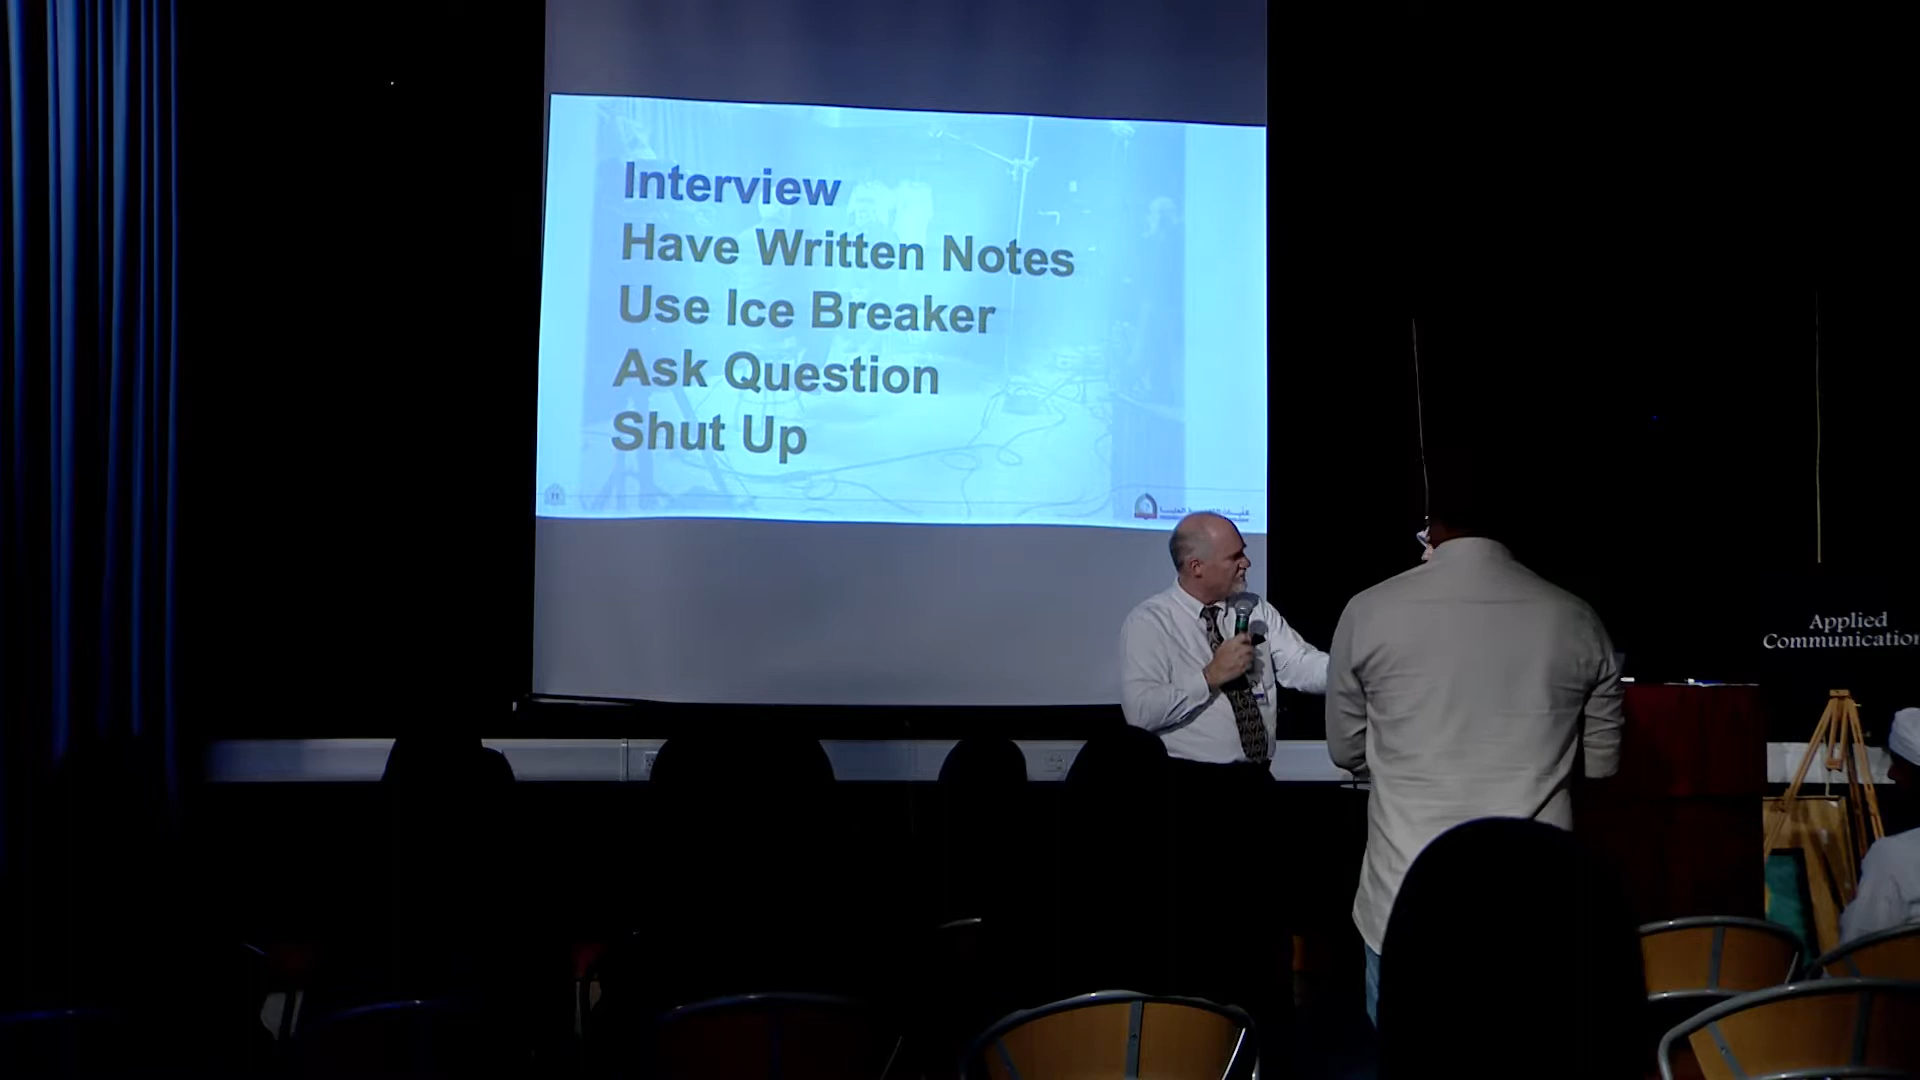 Interview
Have Written Notes
Use Ice Breaker
Ask Question
Shut Up
Applied
Communication